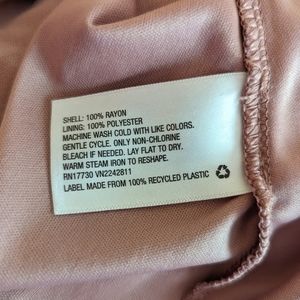 SHELL: 100% RAYON
LINING: 100% POLYESTER
MACHINE WASH COLD WITH LIKE COLORS.
GENTLE CYCLE. ONLY NON-CHLORINE
BLEACH IF NEEDED. LAY FLAT TO DRY.
WARM STEAM IRON TO RESHAPE.
RN17730 VN2242811
LABEL MADE FROM 100% RECYCLED PLASTIC